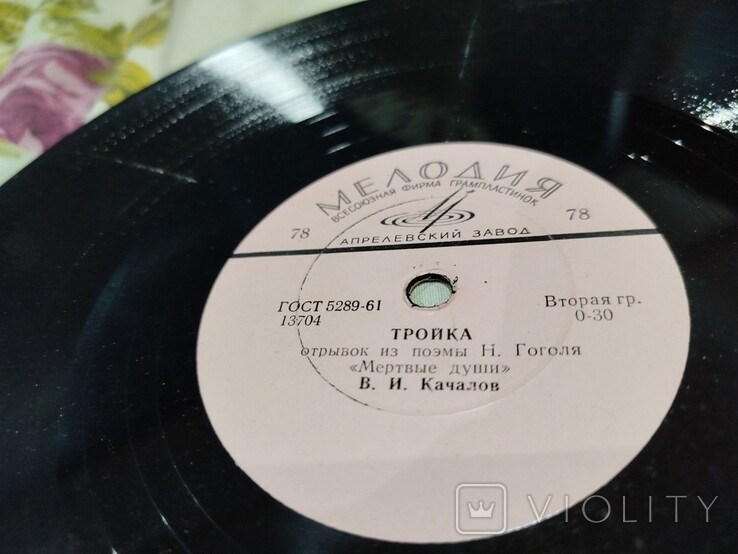 МЕЛОДИЯ
ВСЕСОЮЗНАЯ ФИРМА ГРАМПЛАСТИНОК
78 78
АПРЕЛЕВСКИЙ ЗАВОД
ГОСТ 5289-61 Вторая гр.
13704 0-30
ТРОЙКА
отрывок из поэмы Н. Гоголя
«Мертвые души»
В. И. Качалов
VIOLITY